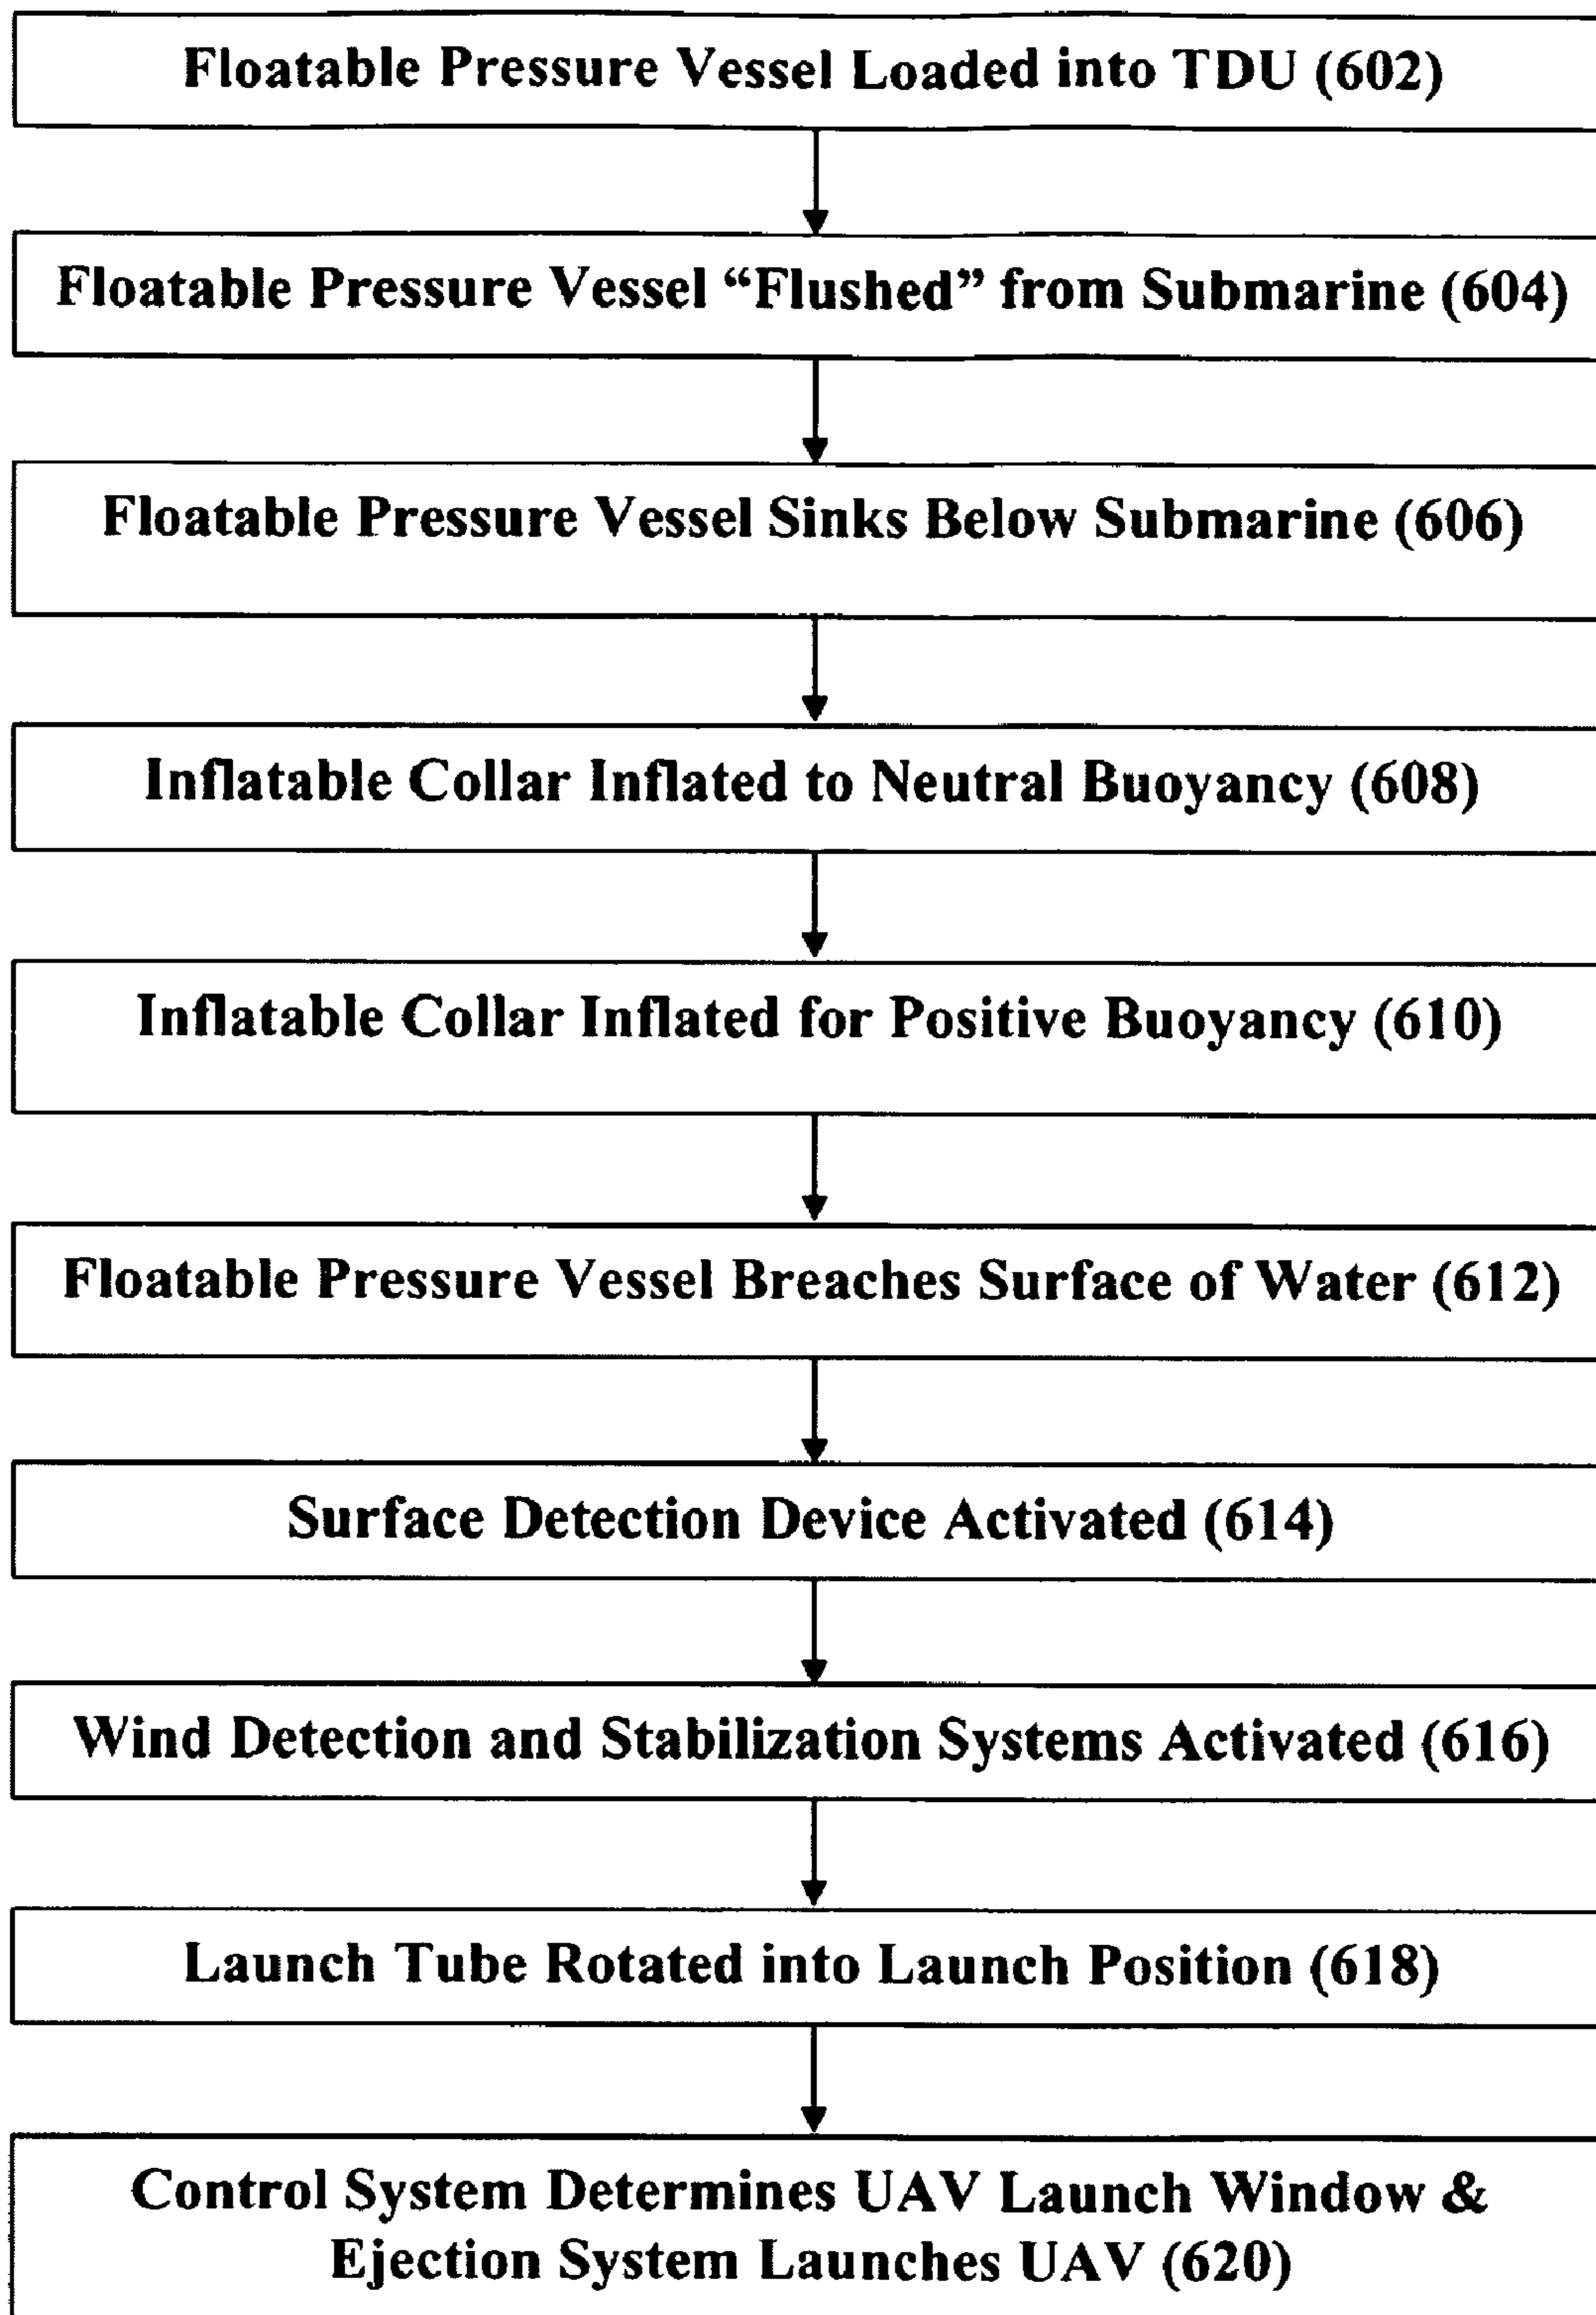 Floatable Pressure Vessel Loaded into TDU (602)
Floatable Pressure Vessel “Flushed” from Submarine (604)
Floatable Pressure Vessel Sinks Below Submarine (606)
Inflatable Collar Inflated to Neutral Buoyancy (608)
Inflatable Collar Inflated for Positive Buoyancy (610)
Floatable Pressure Vessel Breaches Surface of Water (612)
Surface Detection Device Activated (614)
Wind Detection and Stabilization Systems Activated (616)
Launch Tube Rotated into Launch Position (618)
Control System Determines UAV Launch Window &
Ejection System Launches UAV (620)